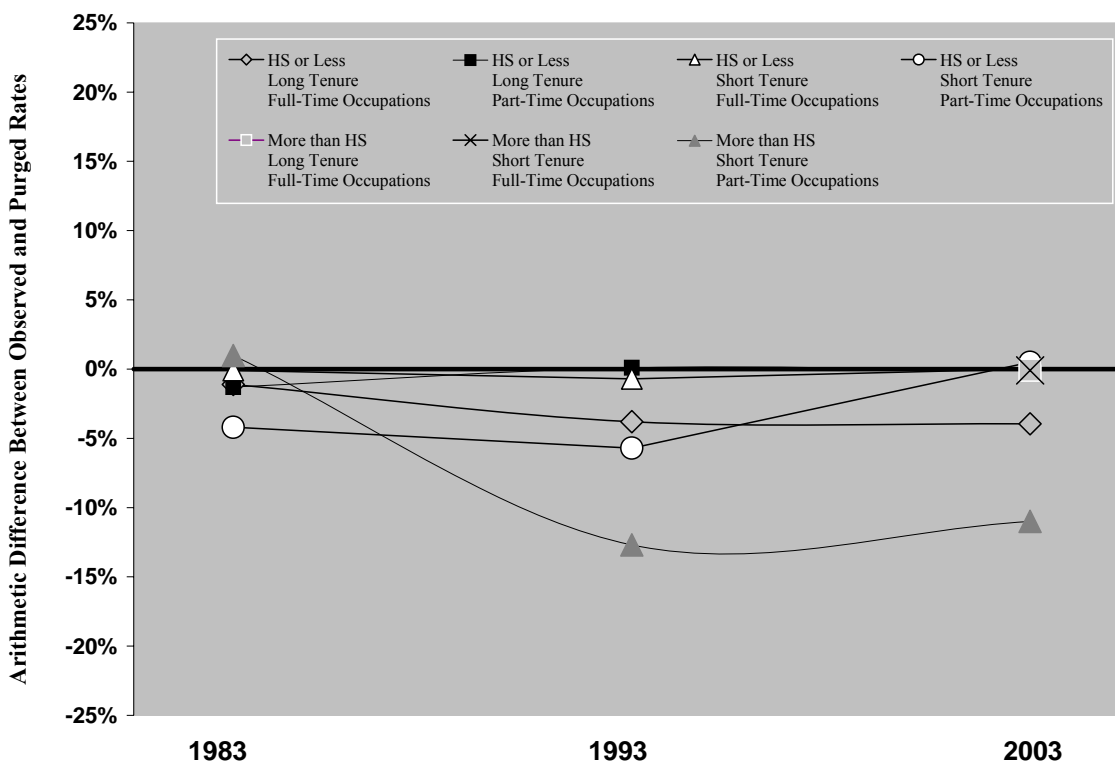 Arithmetic Difference Between Observed and Purged Rates
25%
20%
15%
10%
5%
0%
-5%
-10%
-15%
-20%
-25%
HS or Less
Long Tenure
Full-Time Occupations
HS or Less
Long Tenure
Part-Time Occupations
HS or Less
Short Tenure
Full-Time Occupations
HS or Less
Short Tenure
Part-Time Occupations
More than HS
Long Tenure
Full-Time Occupations
More than HS
Short Tenure
Full-Time Occupations
More than HS
Short Tenure
Part-Time Occupations
1983 1993 2003